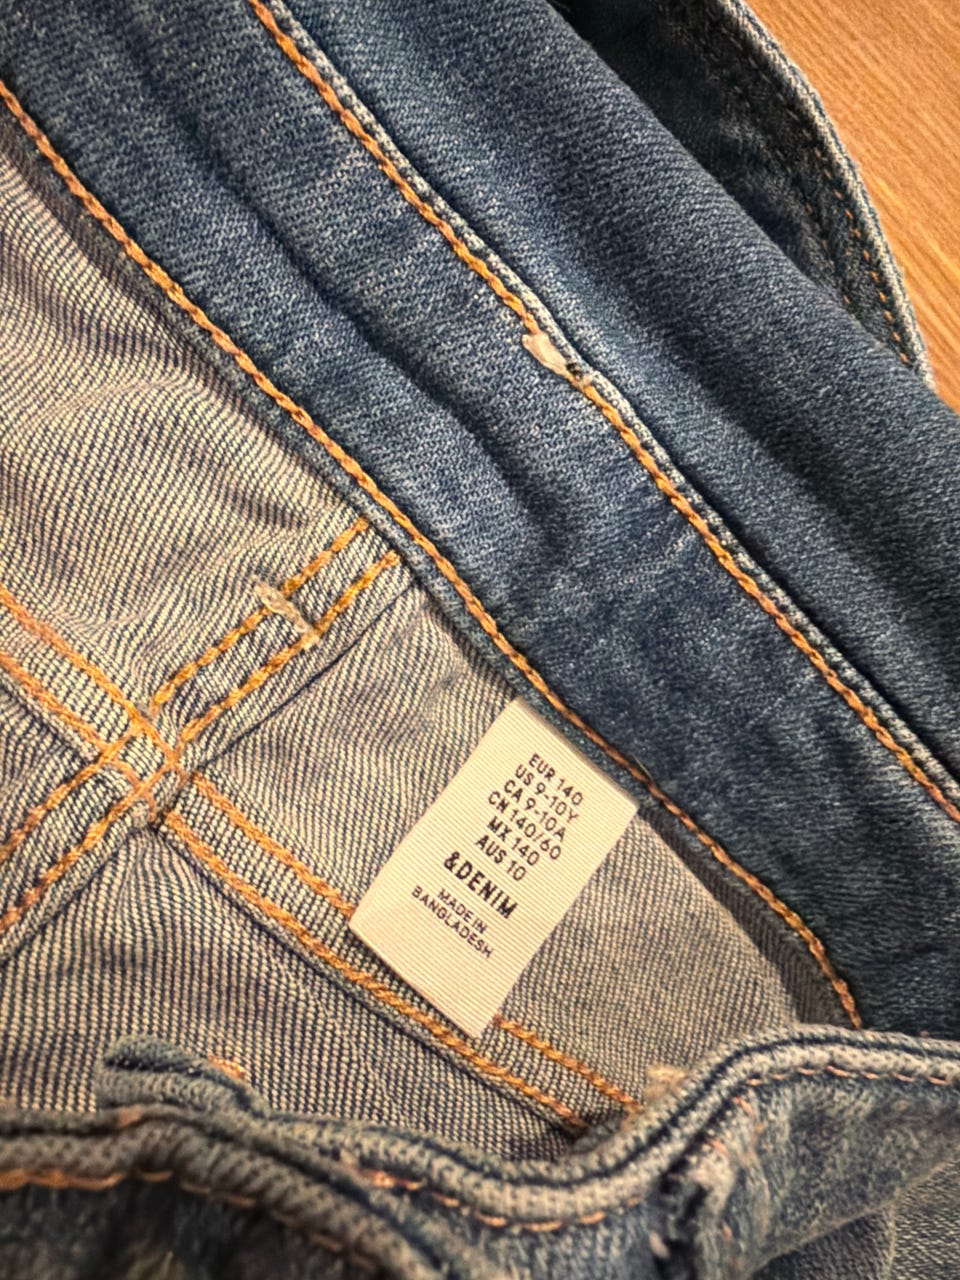 EUR 140
US 9-10Y
CA 9-10A
CN 140/60
MX 140
AUS 10
&DENIM
MADE IN
BANGLADESH